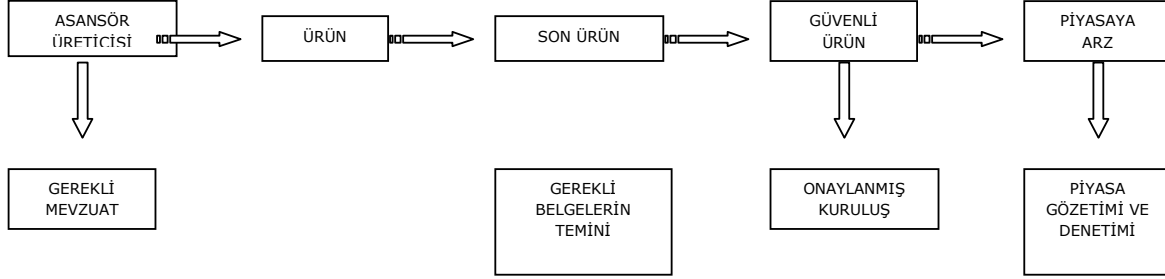 ASANSÖR
ÜRETİCİSİ
ÜRÜN
SON ÜRÜN
GÜVENLİ
ÜRÜN
PİYASAYA
ARZ
GEREKLİ
MEVZUAT
GEREKLİ
BELGELERİN
TEMİNİ
ONAYLANMIŞ
KURULUŞ
PİYASA
GÖZETİMİ VE
DENETİMİ